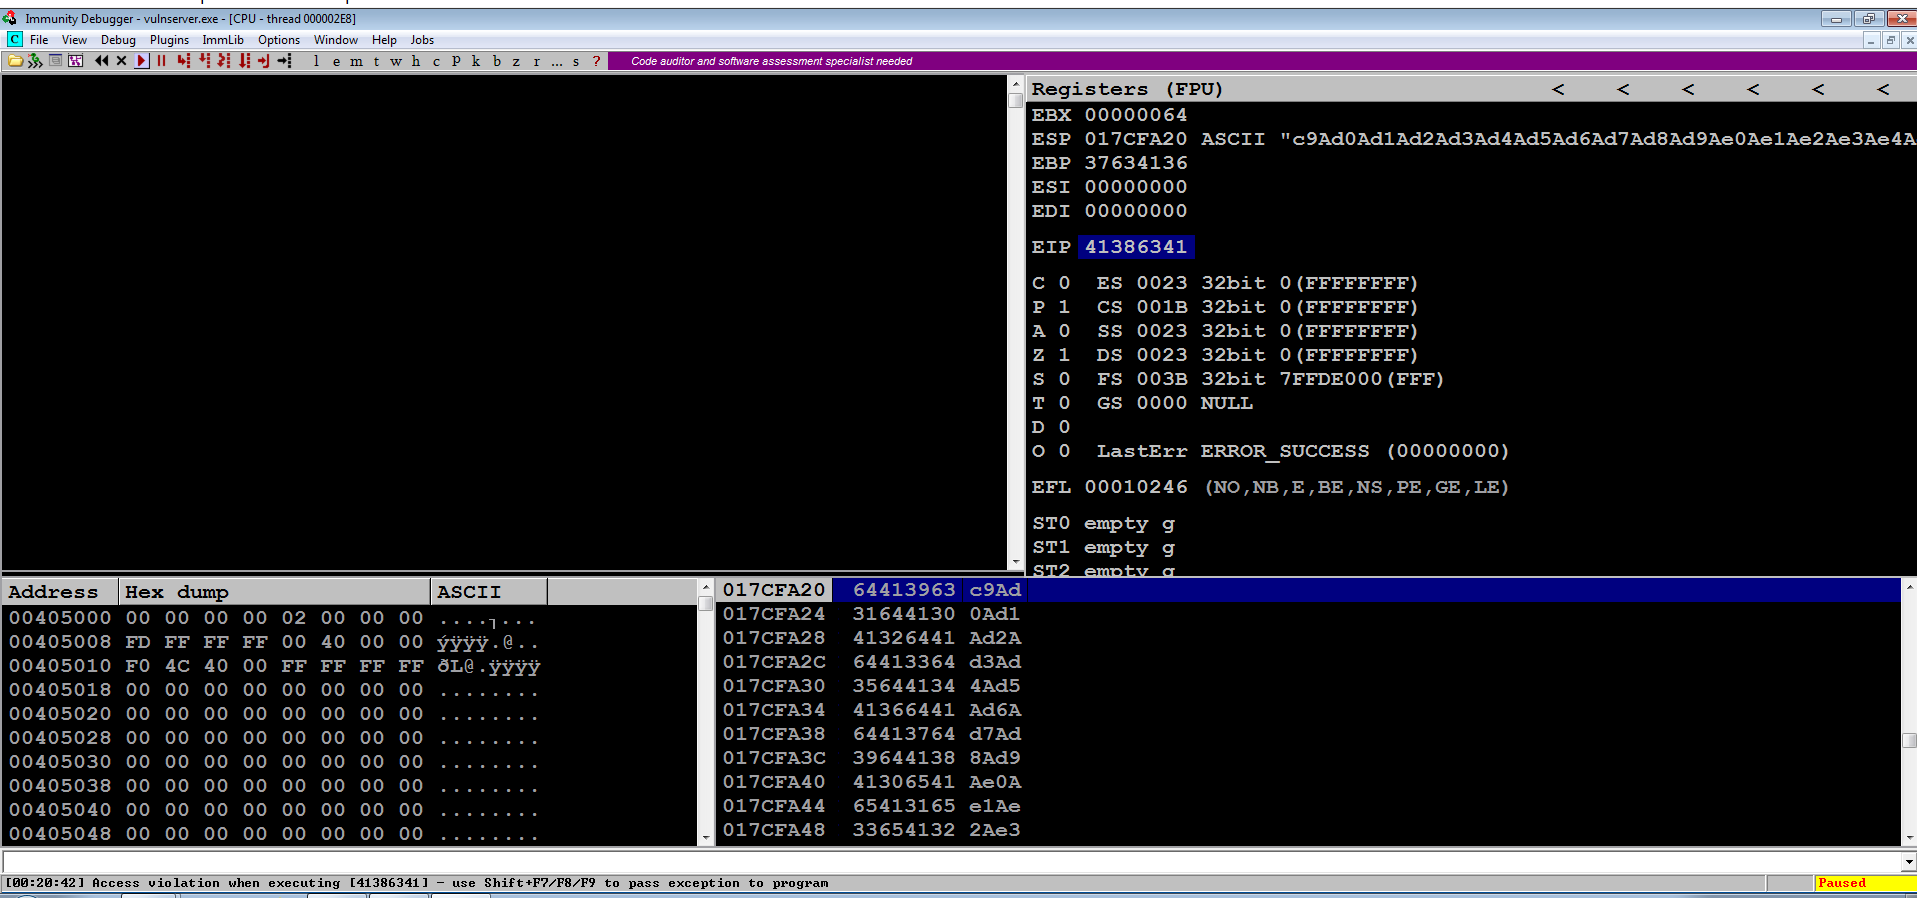 Immunity Debugger - vulnserver.exe - [CPU - thread 000002E8]
C File View Debug Plugins ImmLib Options Window Help Jobs
l e m t w h c P k b z r ... s ? Code auditor and software assessment specialist needed
Registers (FPU) < < < < < <
EBX 00000064
ESP 017CFA20 ASCII "c9Ad0Ad1Ad2Ad3Ad4Ad5Ad6Ad7Ad8Ad9Ae0Ae1Ae2Ae3Ae4A
EBP 37634136
ESI 00000000
EDI 00000000
EIP 41386341
C 0 ES 0023 32bit 0(FFFFFFFF)
P 1 CS 001B 32bit 0(FFFFFFFF)
A 0 SS 0023 32bit 0(FFFFFFFF)
Z 1 DS 0023 32bit 0(FFFFFFFF)
S 0 FS 003B 32bit 7FFDE000(FFF)
T 0 GS 0000 NULL
D 0
O 0 LastErr ERROR_SUCCESS (00000000)
EFL 00010246 (NO,NB,E,BE,NS,PE,GE,LE)
ST0 empty g
ST1 empty g
ST2 empty g
Address Hex dump ASCII
00405000 00 00 00 00 02 00 00 00 ....┐...
00405008 FD FF FF FF 00 40 00 00 ýÿÿÿ.@..
00405010 F0 4C 40 00 FF FF FF FF ðL@.ÿÿÿÿ
00405018 00 00 00 00 00 00 00 00 ........
00405020 00 00 00 00 00 00 00 00 ........
00405028 00 00 00 00 00 00 00 00 ........
00405030 00 00 00 00 00 00 00 00 ........
00405038 00 00 00 00 00 00 00 00 ........
00405040 00 00 00 00 00 00 00 00 ........
00405048 00 00 00 00 00 00 00 00 ........
017CFA20 64413963 c9Ad
017CFA24 31644130 0Ad1
017CFA28 41326441 Ad2A
017CFA2C 64413364 d3Ad
017CFA30 35644134 4Ad5
017CFA34 41366441 Ad6A
017CFA38 64413764 d7Ad
017CFA3C 39644138 8Ad9
017CFA40 41306541 Ae0A
017CFA44 65413165 e1Ae
017CFA48 33654132 2Ae3
[00:20:42] Access violation when executing [41386341] - use Shift+F7/F8/F9 to pass exception to program
Paused